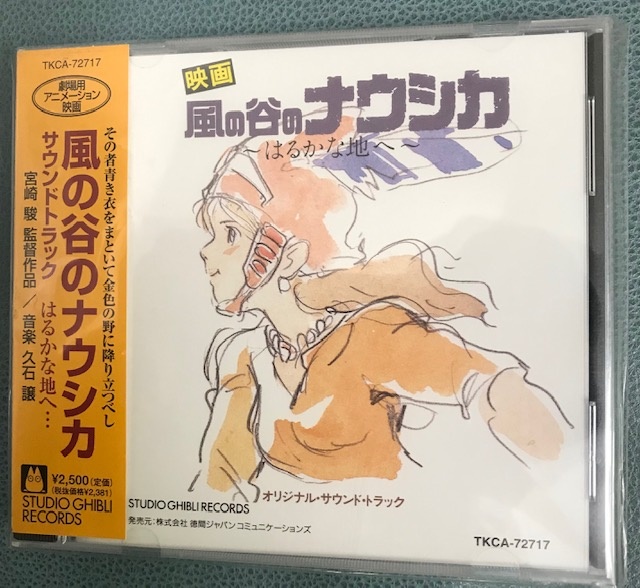 TKCA-72717
劇場用
アニメーション
映画
その者青き衣をまといて金色の野に降り立つべし
風の谷のナウシカ
サウンドトラック はるかな地へ…
宮崎 駿 監督作品／音楽 久石 譲
¥2,500(定価)
(税抜価格¥2,381)
STUDIO GHIBLI
RECORDS
映画
風の谷のナウシカ
～はるかな地へ～
オリジナル・サウンド・トラック
STUDIO GHIBLI RECORDS
発売元：株式会社 徳間ジャパンコミュニケーションズ
TKCA-72717